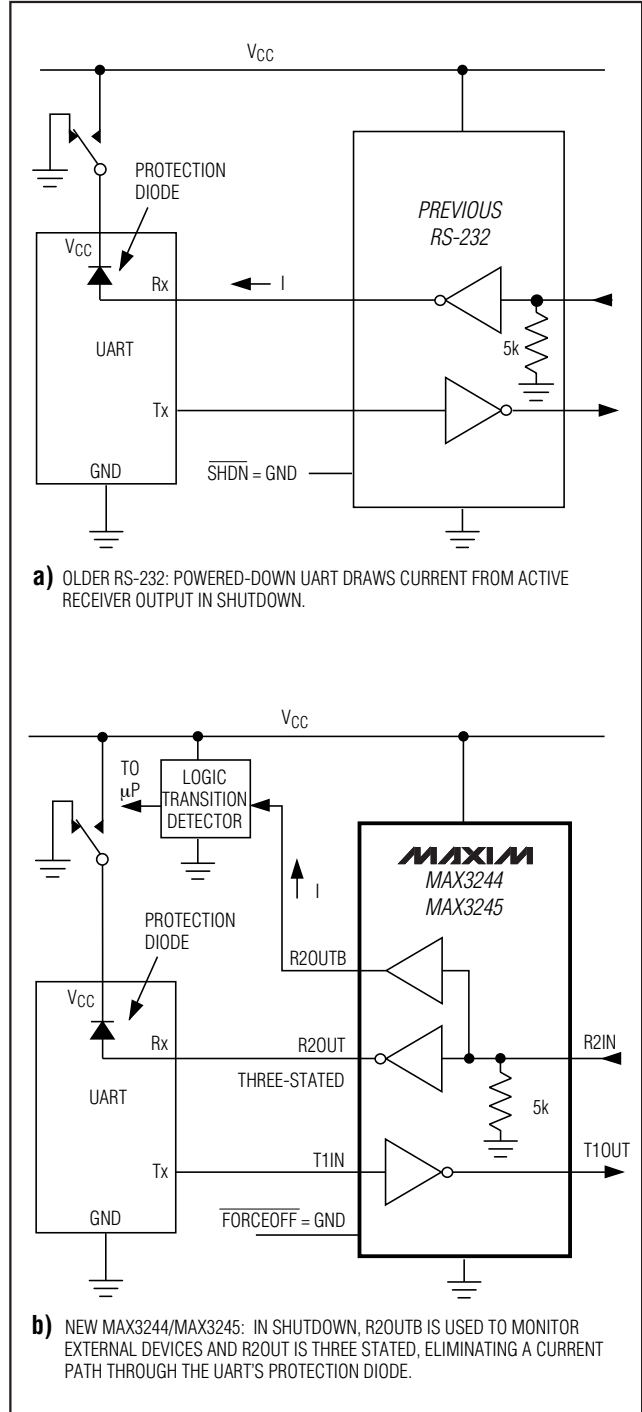 VCC
PROTECTION
DIODE
VCC
Rx
I
UART
Tx
GND
PREVIOUS
RS-232
5k
SHDN = GND
a) OLDER RS-232: POWERED-DOWN UART DRAWS CURRENT FROM ACTIVE
RECEIVER OUTPUT IN SHUTDOWN.
VCC
TO
μP
LOGIC
TRANSITION
DETECTOR
I
MAXIM
MAX3244
MAX3245
PROTECTION
DIODE
R2OUTB
VCC
Rx
R2OUT
R2IN
THREE-STATED
UART
5k
Tx
T1IN
T1OUT
GND
FORCEOFF = GND
b) NEW MAX3244/MAX3245: IN SHUTDOWN, R2OUTB IS USED TO MONITOR
EXTERNAL DEVICES AND R2OUT IS THREE STATED, ELIMINATING A CURRENT
PATH THROUGH THE UART'S PROTECTION DIODE.